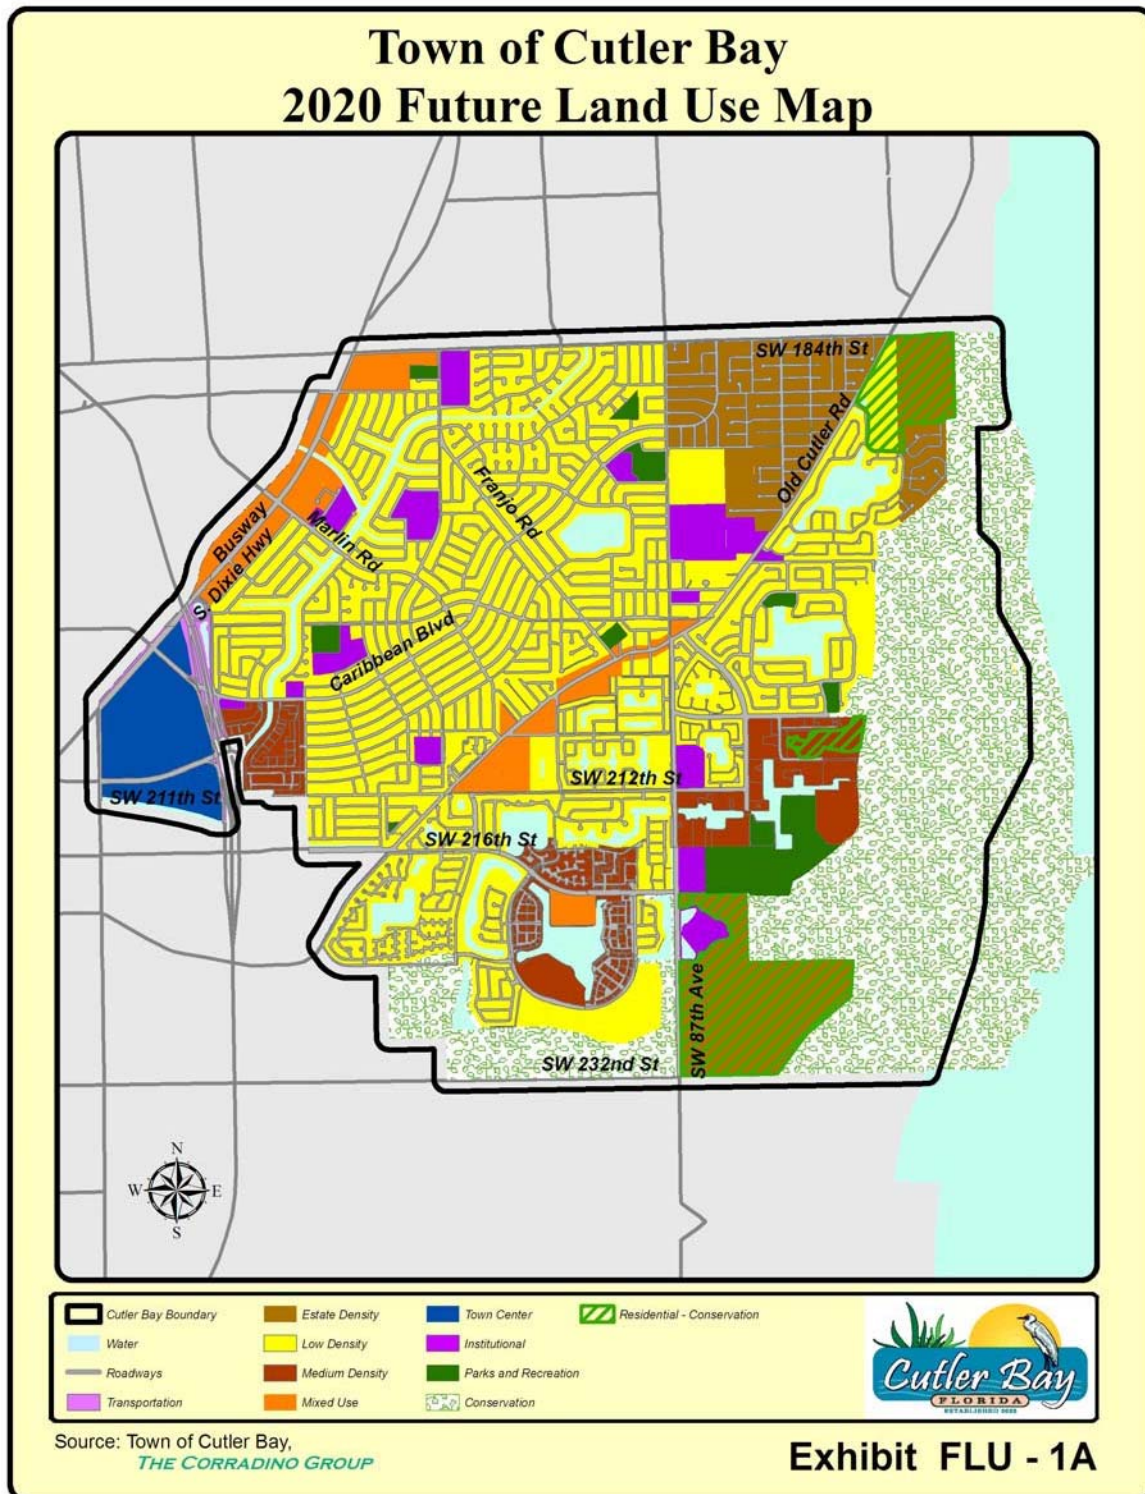 Town of Cutler Bay
2020 Future Land Use Map
SW 184th St
Old Cutler Rd
Franjo Rd
Marlin Rd
Busway
S. Dixie Hwy
Caribbean Blvd
SW 212th St
SW 211th St
SW 216th St
SW 87th Ave
SW 232nd St
N
W
E
S
Cutler Bay Boundary
Water
Roadways
Transportation
Estate Density
Low Density
Medium Density
Mixed Use
Town Center
Institutional
Parks and Recreation
Conservation
Residential - Conservation
Cutler Bay
FLORIDA
ESTABLISHED 2005
Source: Town of Cutler Bay,
THE CORRADINO GROUP
Exhibit FLU - 1A